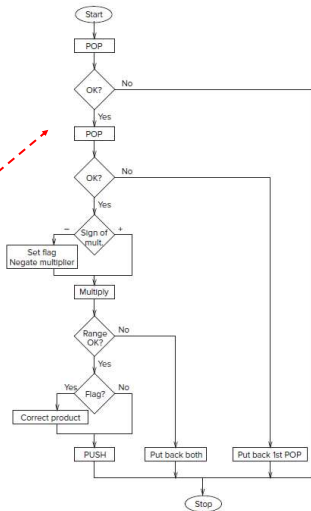 Start
POP
OK?
No
Yes
POP
OK?
No
Yes
–
Sign of
mult.
+
Set flag
Negate multiplier
Multiply
Range
OK?
No
Yes
Yes
Flag?
No
Correct product
PUSH
Put back both
Put back 1st POP
Stop